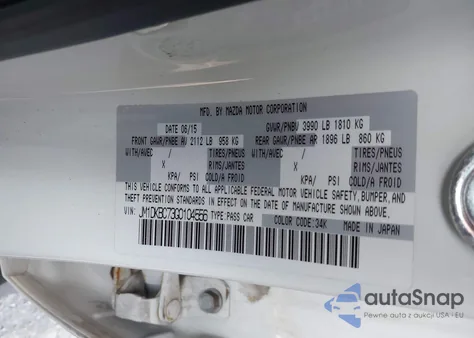 MFG. BY MAZDA MOTOR CORPORATION
DATE 06/15 GVWR/PNBV 3990 LB 1810 KG
FRONT GAWR/PNBE AV 2112 LB 958 KG REAR GAWR/PNBE AR 1896 LB 860 KG
WITH/AVEC / TIRES/PNEUS WITH/AVEC / TIRES/PNEUS
X RIMS/JANTES X RIMS/JANTES
KPA/ PSI COLD/A FROID KPA/ PSI COLD/A FROID
THIS VEHICLE CONFORMS TO ALL APPLICABLE FEDERAL MOTOR VEHICLE SAFETY, BUMPER, AND
THEFT PREVENTION STANDARDS IN EFFECT ON THE DATE OF MANUFACTURE SHOWN ABOVE.
VIN: JM1DKBC73G0104666 TYPE: PASS CAR
COLOR CODE: 34K MADE IN JAPAN
autoSnap
Pewne auto z aukcji USA - EU